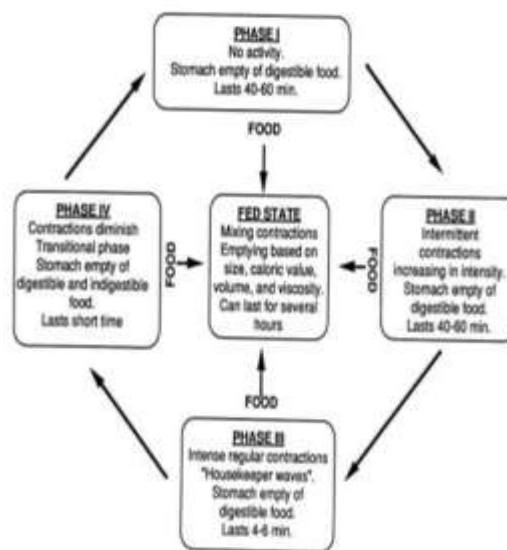 PHASE I
No activity.
Stomach empty of digestible food.
Lasts 40-60 min.
FOOD
PHASE IV
Contractions diminish
Transitional phase
Stomach empty of
digestible and indigestible
food.
Lasts short time
FOOD
FED STATE
Mixing contractions
Emptying based on
size, caloric value,
volume, and viscosity.
Can last for several
hours
FOOD
PHASE II
Intermittent
contractions
increasing in intensity.
Stomach empty of
digestible food.
Lasts 40-60 min.
FOOD
PHASE III
Intense regular contractions
"Housekeeper waves".
Stomach empty of
digestible food.
Lasts 4-6 min.